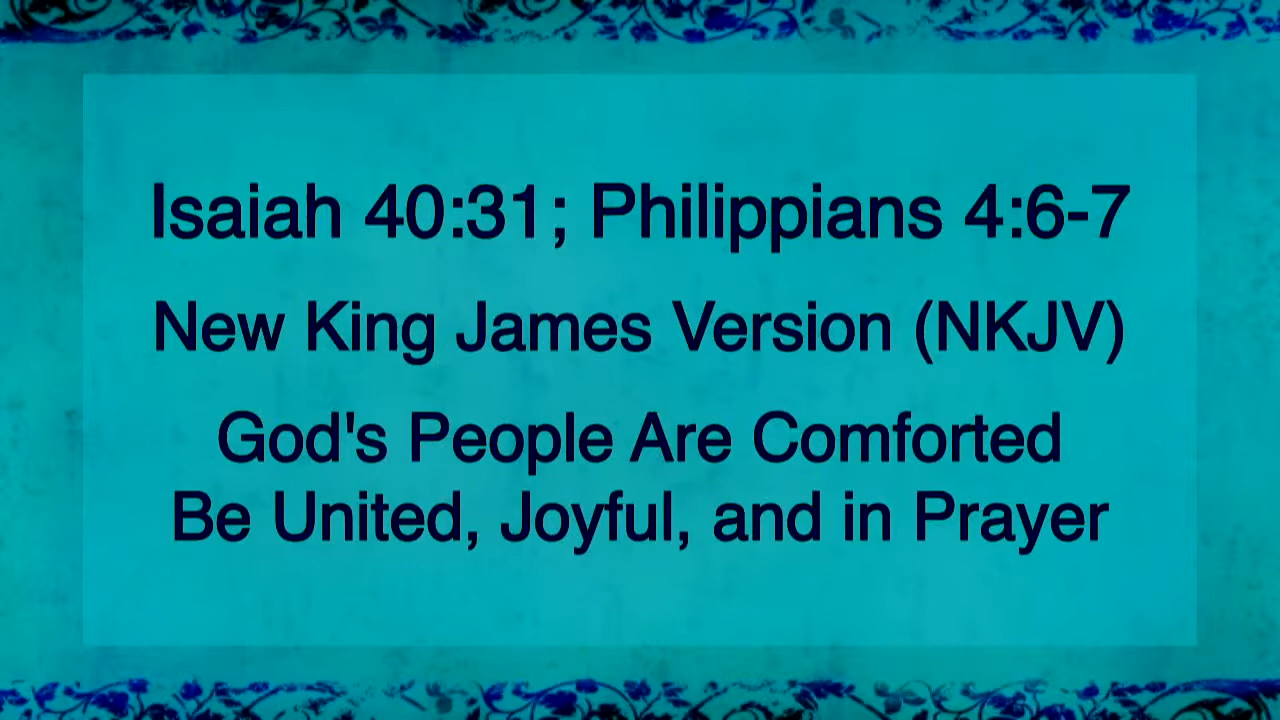 Isaiah 40:31; Philippians 4:6-7
New King James Version (NKJV)
God's People Are Comforted
Be United, Joyful, and in Prayer